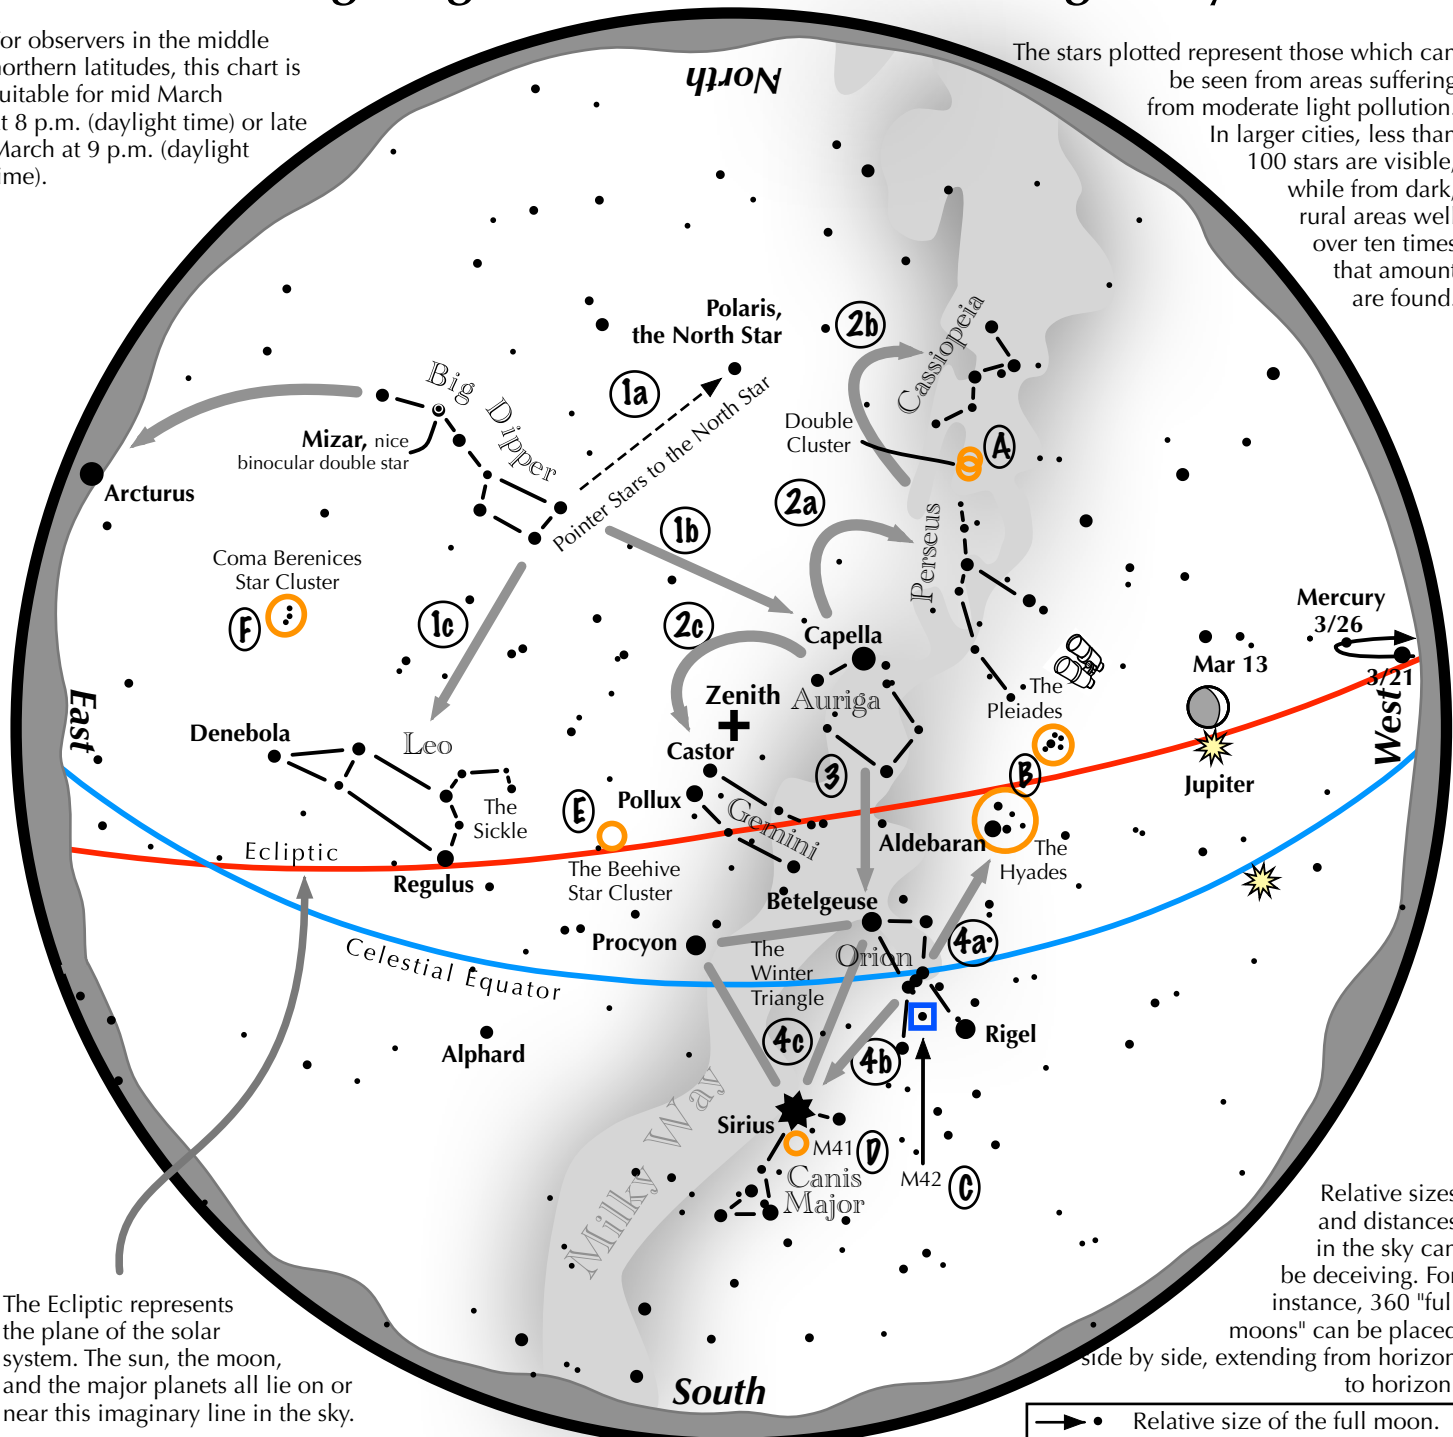 or observers in the middle
northern latitudes, this chart is
uitable for mid March
t 8 p.m. (daylight time) or late
March at 9 p.m. (daylight
ime).
The stars plotted represent those which can
be seen from areas suffering
from moderate light pollution.
In larger cities, less than
100 stars are visible,
while from dark,
rural areas well
over ten times
that amount
are found.
North
Polaris,
the North Star
2b
Cassiopeia
1a
Big Dipper
Pointer Stars to the North Star
Mizar, nice
binocular double star
Double
Cluster
A
Arcturus
2a
1b
Perseus
Coma Berenices
Star Cluster
F
1c
2c
Capella
Mercury
3/26
3/21
Mar 13
Zenith
Auriga
The
Pleiades
East
West
Denebola
Leo
Castor
3
B
Jupiter
Pollux
Gemini
The
Sickle
E
Aldebaran
The
Hyades
Ecliptic
The Beehive
Star Cluster
Regulus
Betelgeuse
Procyon
The
Winter
Triangle
Orion
4a
Celestial Equator
4c
Rigel
Alphard
4b
Milky Way
Sirius
M41
D
M42
C
Canis
Major
Relative sizes
and distances
in the sky can
be deceiving. For
instance, 360 "full
moons" can be placed
side by side, extending from horizon
to horizon.
The Ecliptic represents
the plane of the solar
system. The sun, the moon,
and the major planets all lie on or
near this imaginary line in the sky.
South
Relative size of the full moon.